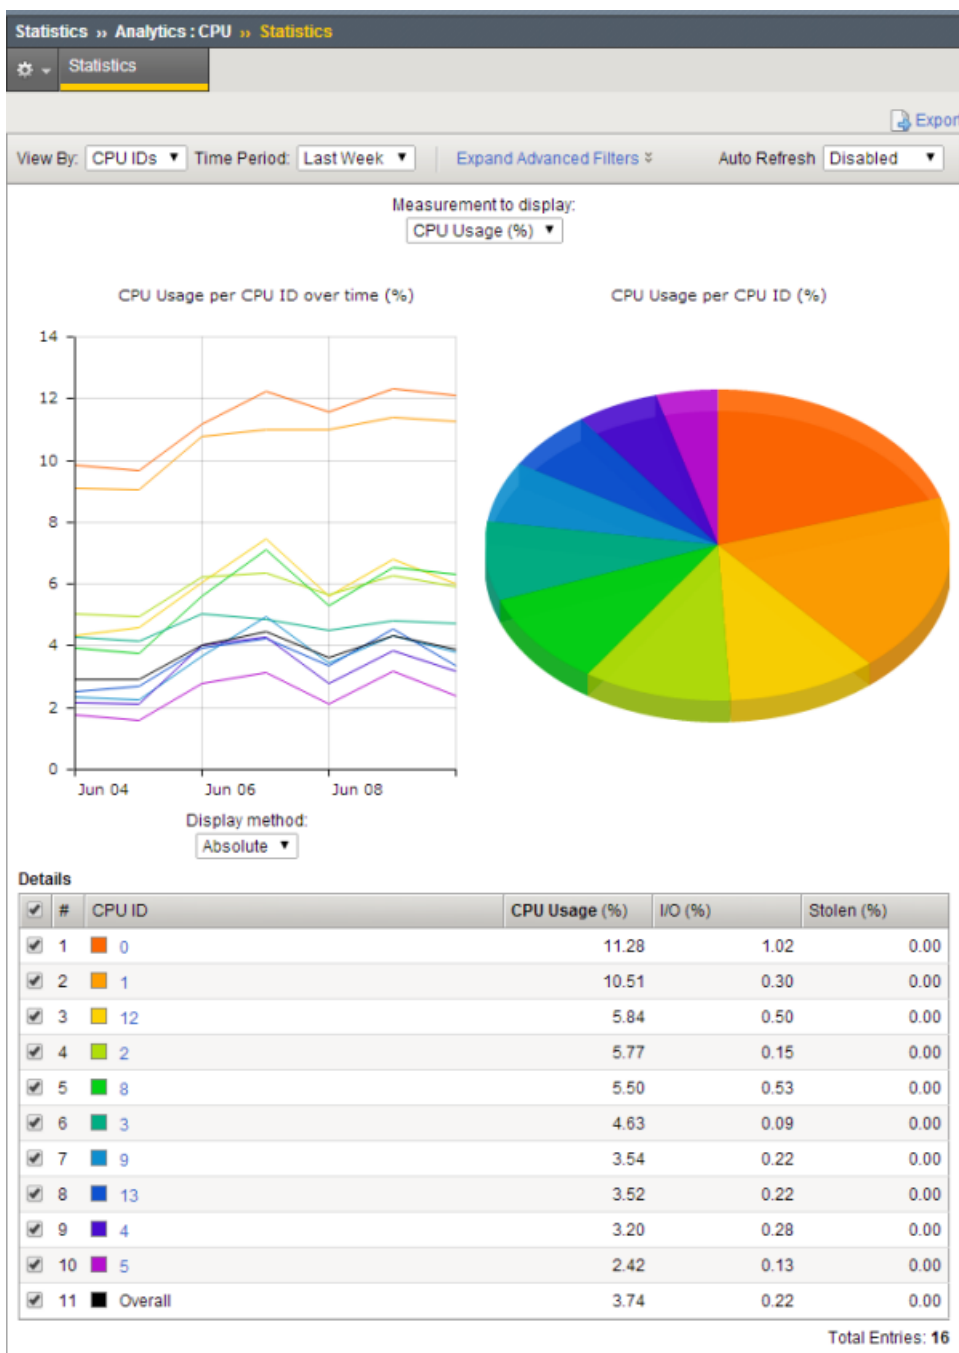 Statistics » Analytics : CPU » Statistics
Statistics
Export
View By: CPU IDs Time Period: Last Week Expand Advanced Filters Auto Refresh Disabled
Measurement to display:
CPU Usage (%)
CPU Usage per CPU ID over time (%)
CPU Usage per CPU ID (%)
14
12
10
8
6
4
2
0
Jun 04 Jun 06 Jun 08
Display method:
Absolute
Details
# CPU ID CPU Usage (%) I/O (%) Stolen (%)
1 0 11.28 1.02 0.00
2 1 10.51 0.30 0.00
3 12 5.84 0.50 0.00
4 2 5.77 0.15 0.00
5 8 5.50 0.53 0.00
6 3 4.63 0.09 0.00
7 9 3.54 0.22 0.00
8 13 3.52 0.22 0.00
9 4 3.20 0.28 0.00
10 5 2.42 0.13 0.00
11 Overall 3.74 0.22 0.00
Total Entries: 16